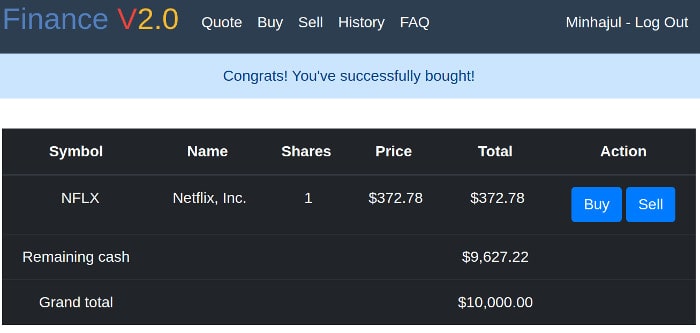 Finance V2.0 Quote Buy Sell History FAQ Minhajul - Log Out
Congrats! You've successfully bought!
Symbol Name Shares Price Total Action
NFLX Netflix, Inc. 1 $372.78 $372.78 Buy Sell
Remaining cash $9,627.22
Grand total $10,000.00